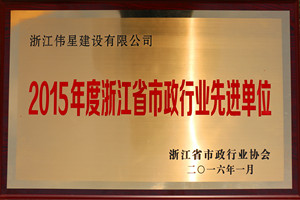 浙江伟星建设有限公司
2015年度浙江省市政行业先进单位
浙江省市政行业协会
二〇一六年一月